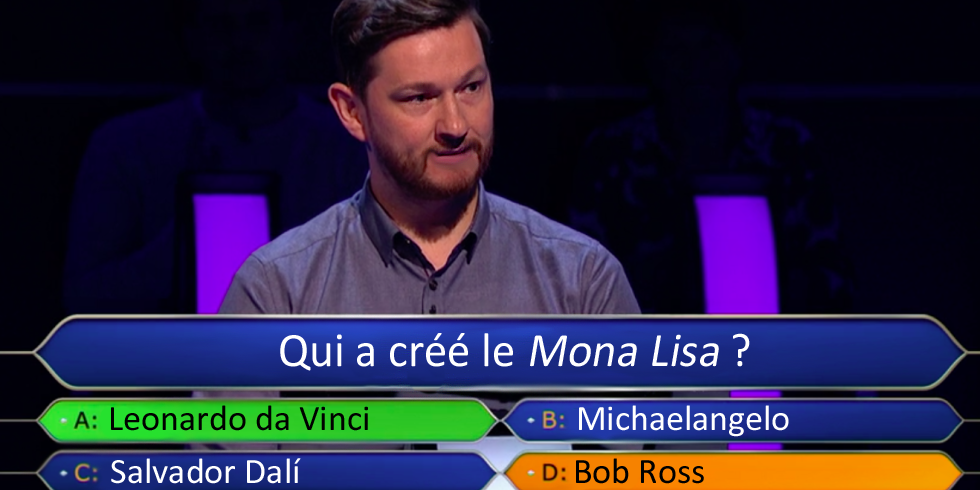 Qui a créé le Mona Lisa ?
A: Leonardo da Vinci
B: Michaelangelo
C: Salvador Dalí
D: Bob Ross